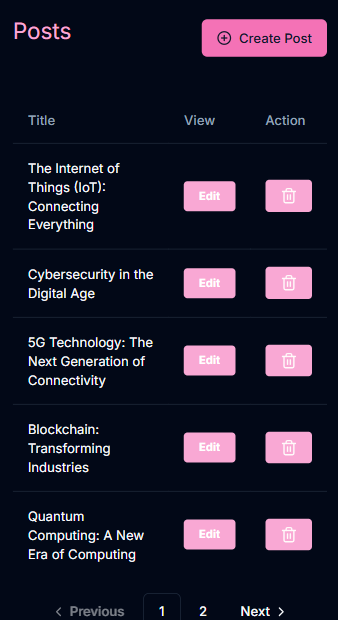 Posts
Create Post
Title View Action
The Internet of
Things (IoT):
Connecting
Everything
Edit
Cybersecurity in the
Digital Age
Edit
5G Technology: The
Next Generation of
Connectivity
Edit
Blockchain:
Transforming
Industries
Edit
Quantum
Computing: A New
Era of Computing
Edit
Previous 1 2 Next